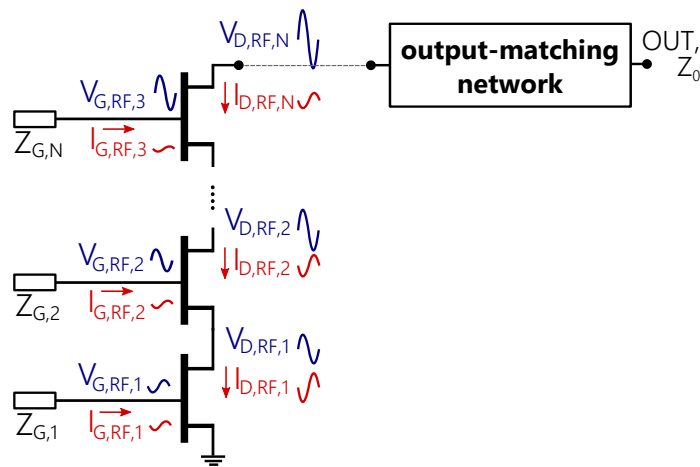 V_D,RF,N
output-matching
network
OUT,
Z_0
V_G,RF,3
I_D,RF,N
I_G,RF,3
Z_G,N
V_D,RF,2
V_G,RF,2
I_D,RF,2
I_G,RF,2
Z_G,2
V_D,RF,1
V_G,RF,1
I_D,RF,1
I_G,RF,1
Z_G,1